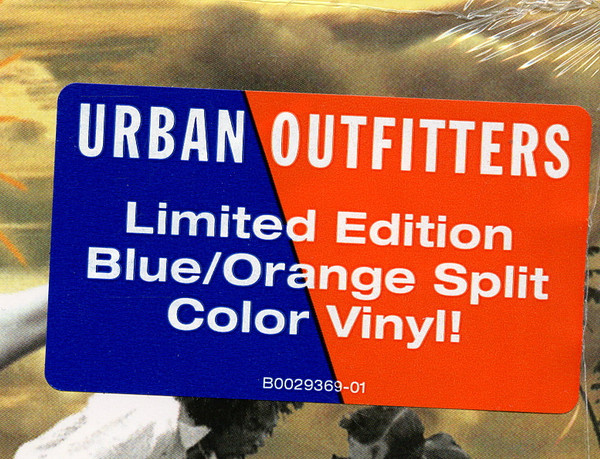 URBAN OUTFITTERS
Limited Edition
Blue/Orange Split
Color Vinyl!
B0029369-01